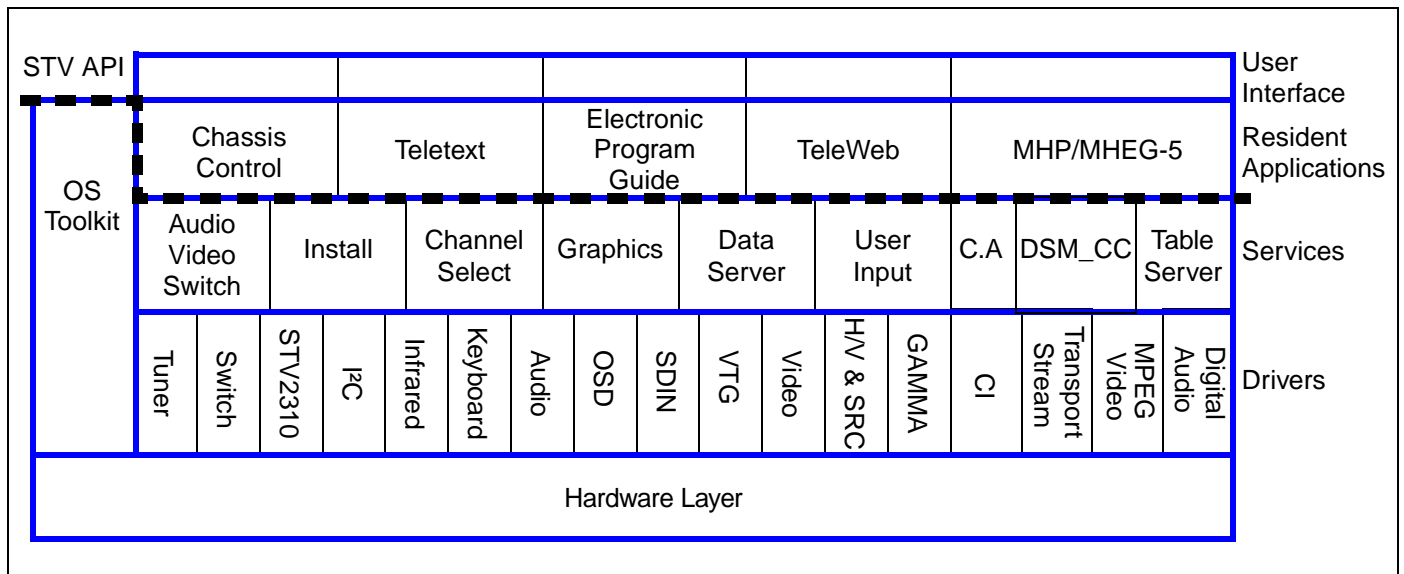 STV API
User
Interface
Chassis
Control
Teletext
Electronic
Program
Guide
TeleWeb
MHP/MHEG-5
Resident
Applications
OS
Toolkit
Audio
Video
Switch
Install
Channel
Select
Graphics
Data
Server
User
Input
C.A
DSM_CC
Table
Server
Services
Tuner
Switch
STV2310
I²C
Infrared
Keyboard
Audio
OSD
SDIN
VTG
Video
H/V & SRC
GAMMA
CI
Transport
Stream
MPEG
Video
Digital
Audio
Drivers
Hardware Layer